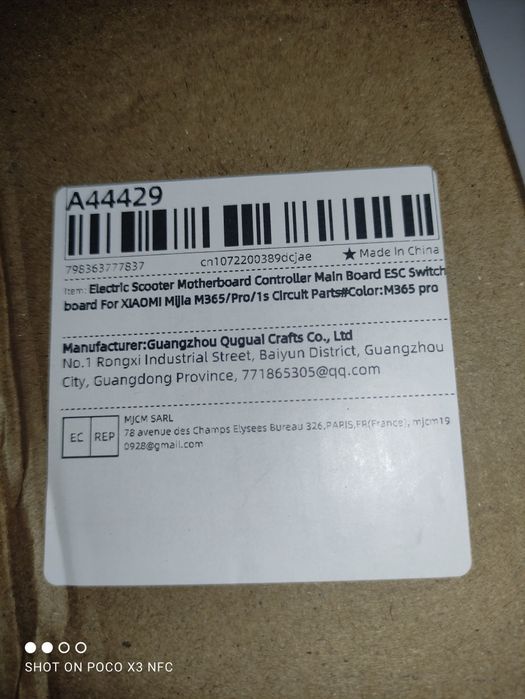 A44429
798363777837 cn1072200389dcjae ★ Made in China
Item: Electric Scooter Motherboard Controller Main Board ESC Switch
board For XIAOMI Mijia M365/Pro/1s Circuit Parts#Color:M365 pro
Manufacturer:Guangzhou Qugual Crafts Co., Ltd
No.1 Rongxi Industrial Street, Baiyun District, Guangzhou
City, Guangdong Province, 771865305@qq.com
EC REP
MJCM SARL
78 avenue des Champs Elysees Bureau 326,PARIS,FR(France), mjcm19
0928@gmail.com
SHOT ON POCO X3 NFC